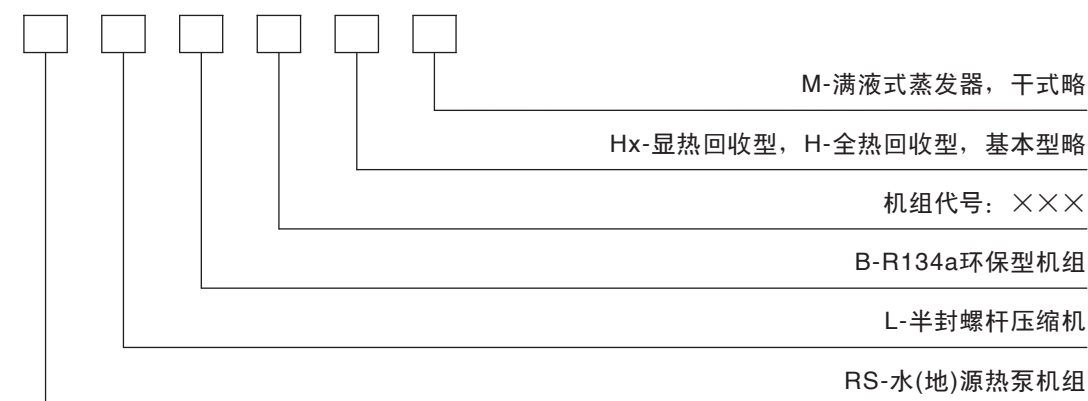 M-满液式蒸发器，干式略
Hx-显热回收型，H-全热回收型，基本型略
机组代号：×××
B-R134a环保型机组
L-半封螺杆压缩机
RS-水(地)源热泵机组